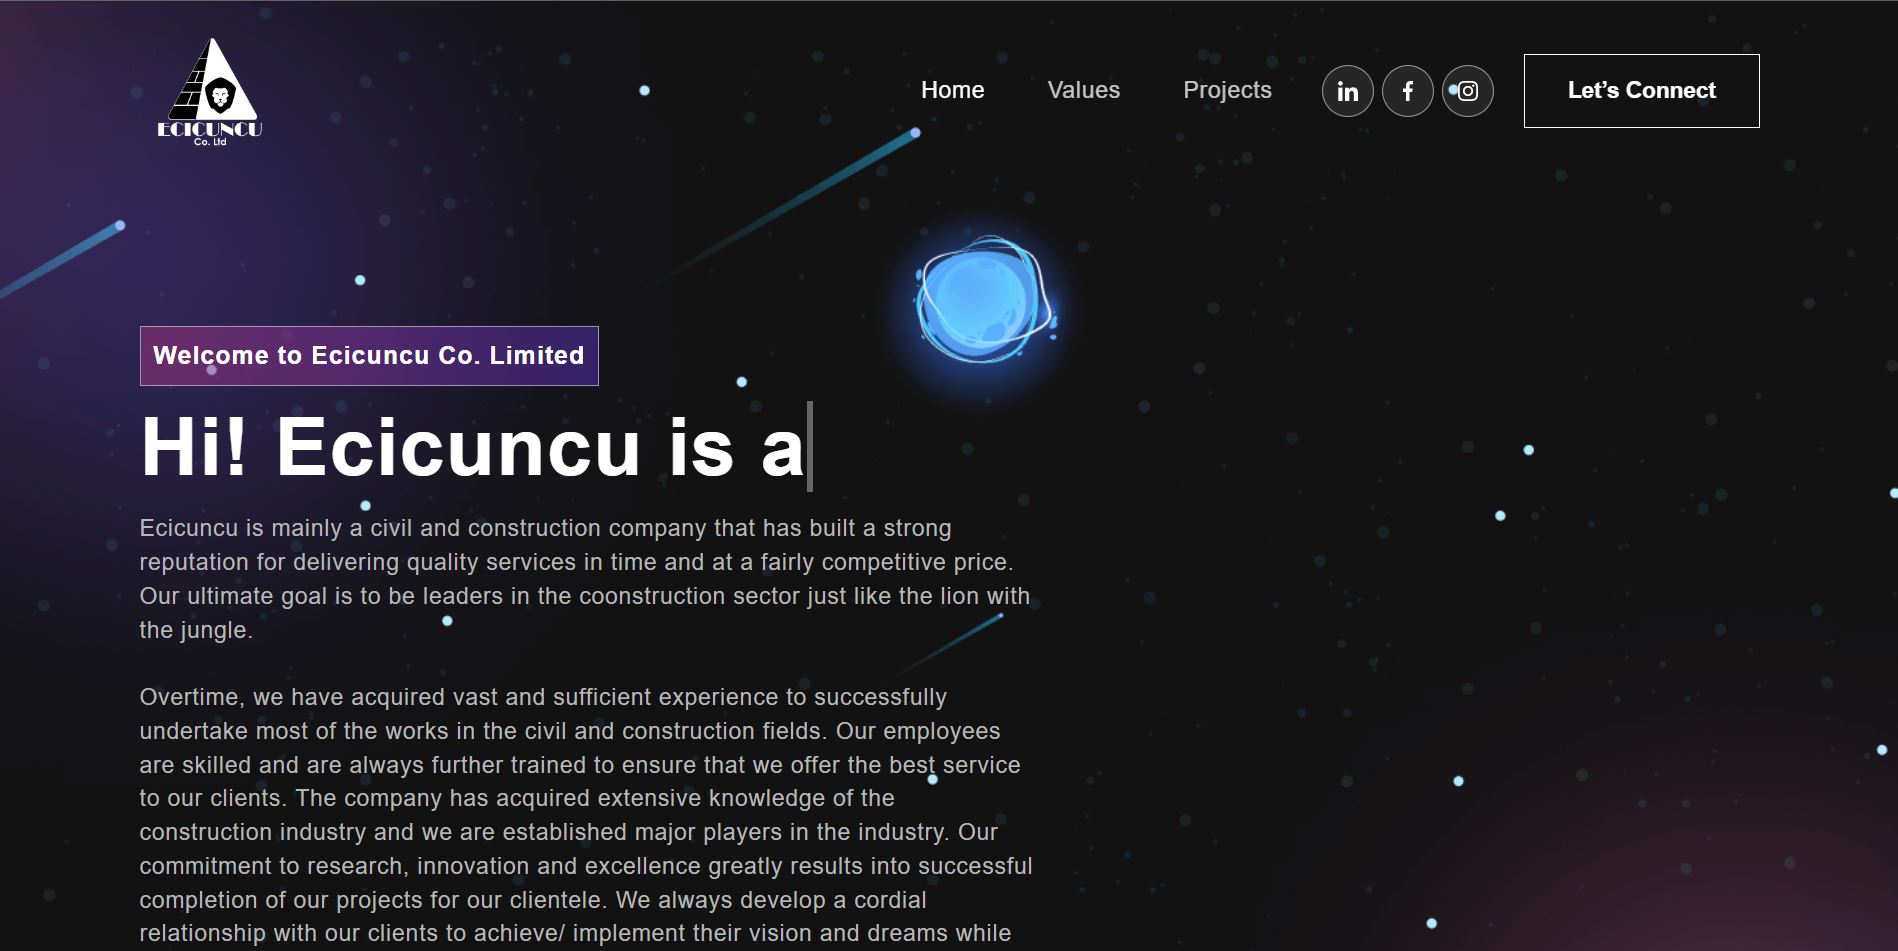 ECICUNCU
Co. Ltd
Home Values Projects Let’s Connect
Welcome to Ecicuncu Co. Limited
Hi! Ecicuncu is a
Ecicuncu is mainly a civil and construction company that has built a strong
reputation for delivering quality services in time and at a fairly competitive price.
Our ultimate goal is to be leaders in the coonstruction sector just like the lion with
the jungle.
Overtime, we have acquired vast and sufficient experience to successfully
undertake most of the works in the civil and construction fields. Our employees
are skilled and are always further trained to ensure that we offer the best service
to our clients. The company has acquired extensive knowledge of the
construction industry and we are established major players in the industry. Our
commitment to research, innovation and excellence greatly results into successful
completion of our projects for our clientele. We always develop a cordial
relationship with our clients to achieve/ implement their vision and dreams while